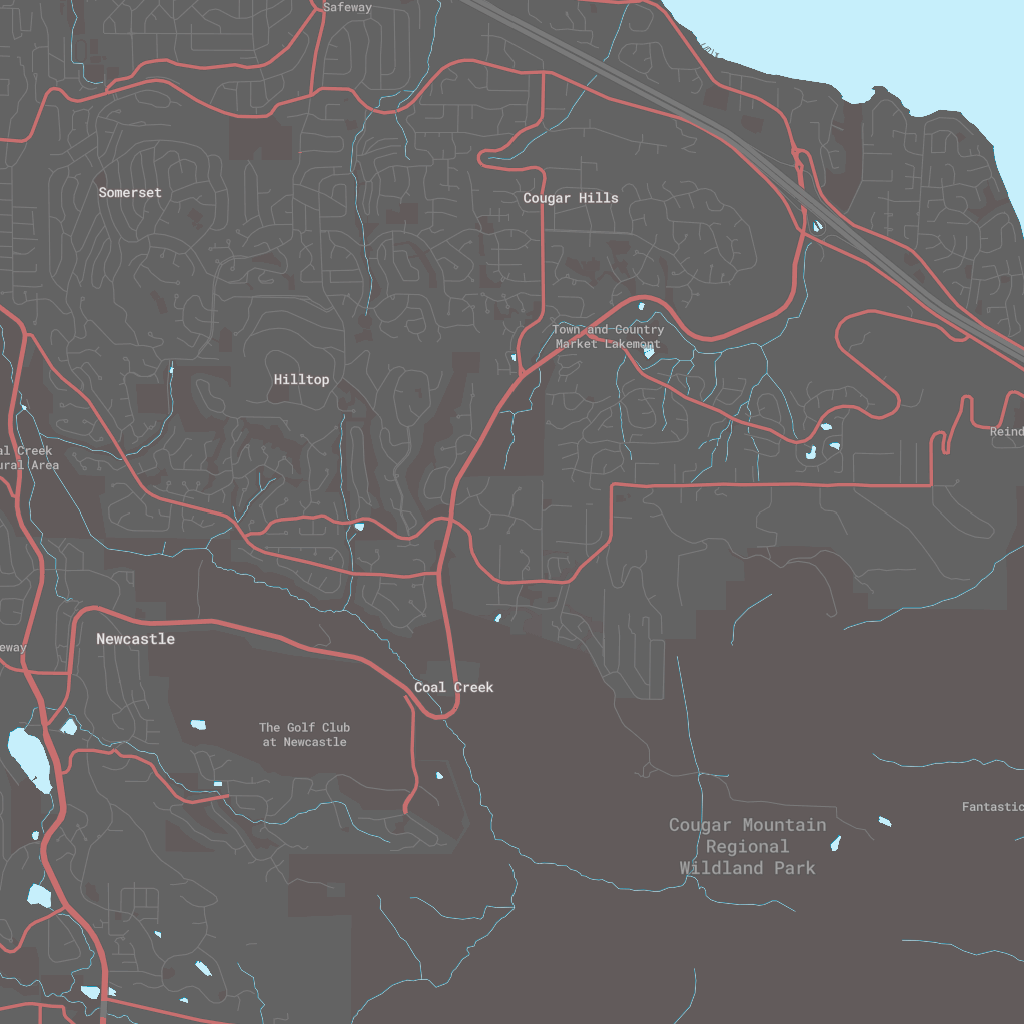 Safeway
Somerset
Cougar Hills
Town and Country
Market Lakemont
Hilltop
Reind
al Creek
ural Area
Newcastle
eway
Coal Creek
The Golf Club
at Newcastle
Fantastic
Cougar Mountain
Regional
Wildland Park